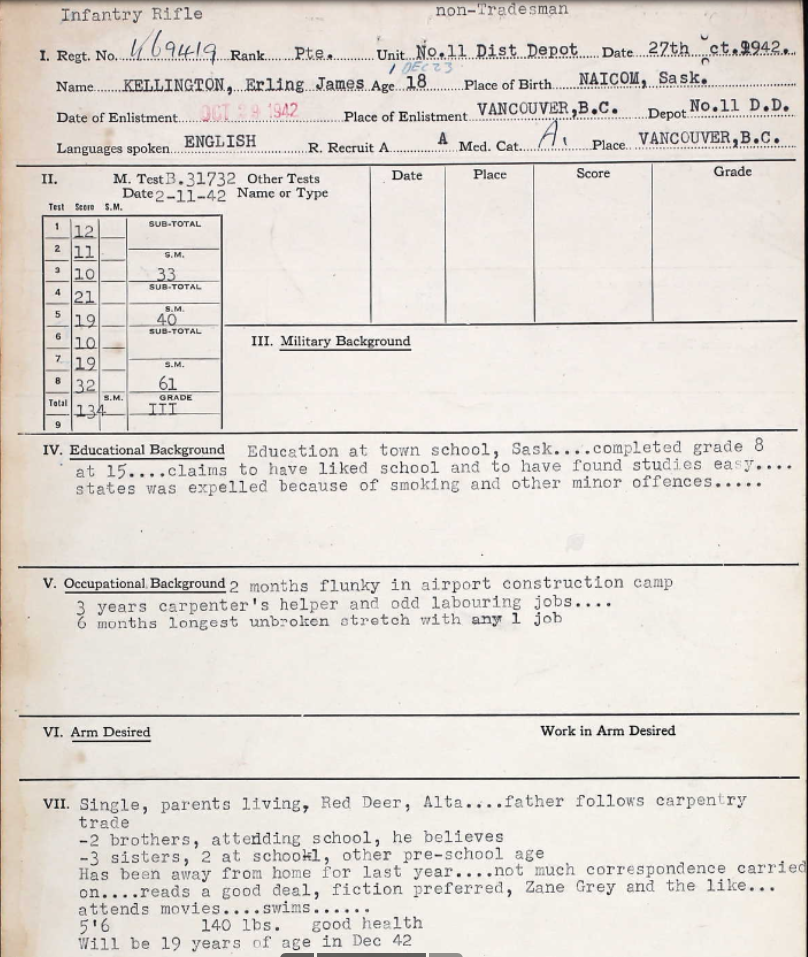 Infantry Rifle non-Tradesman
I. Regt. No. K69419 Rank Pte. Unit No.11 Dist Depot Date 27th ct.1942.
1 DEC 23
Name KELLINGTON, Erling James Age 18 Place of Birth NAICOM, Sask.
Date of Enlistment OCT 29 1942 Place of Enlistment VANCOUVER,B.C. Depot No.11 D.D.
Languages spoken ENGLISH R. Recruit A A Med. Cat. A1 Place VANCOUVER,B.C.
II. M. Test B.31732 Other Tests Date Place Score Grade
Date 2-11-42 Name or Type
Test Score S.M.
1 12 SUB-TOTAL
2 11 S.M.
3 10 33
SUB-TOTAL
4 21
S.M.
5 19 40
SUB-TOTAL
6 10
7 19 S.M.
8 32 61
Total 134 S.M. GRADE
III
9
III. Military Background
IV. Educational Background Education at town school, Sask....completed grade 8
at 15....claims to have liked school and to have found studies easy....
states was expelled because of smoking and other minor offences.....
V. Occupational Background 2 months flunky in airport construction camp
3 years carpenter's helper and odd labouring jobs....
6 months longest unbroken stretch with any 1 job
VI. Arm Desired Work in Arm Desired
VII. Single, parents living, Red Deer, Alta....father follows carpentry
trade
-2 brothers, attending school, he believes
-3 sisters, 2 at school, other pre-school age
Has been away from home for last year....not much correspondence carried
on....reads a good deal, fiction preferred, Zane Grey and the like...
attends movies....swims......
5'6 140 lbs. good health
Will be 19 years of age in Dec 42